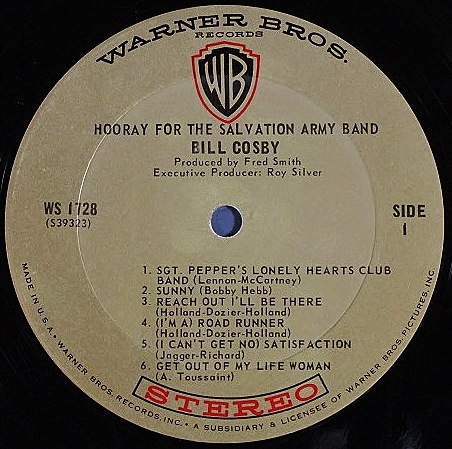 WARNER BROS.
RECORDS
WB
HOORAY FOR THE SALVATION ARMY BAND
BILL COSBY
Produced by Fred Smith
Executive Producer: Roy Silver
WS 1728
(S39323)
SIDE
1
1. SGT. PEPPER'S LONELY HEARTS CLUB
BAND (Lennon-McCartney)
2. SUNNY (Bobby Hebb)
3. REACH OUT I'LL BE THERE
(Holland-Dozier-Holland)
4. (I'M A) ROAD RUNNER
(Holland-Dozier-Holland)
5. (I CAN'T GET NO) SATISFACTION
(Jagger-Richard)
6. GET OUT OF MY LIFE WOMAN
(A. Toussaint)
STEREO
MADE IN U.S.A. • WARNER BROS. RECORDS, INC. • A SUBSIDIARY & LICENSEE OF WARNER BROS. PICTURES, INC.